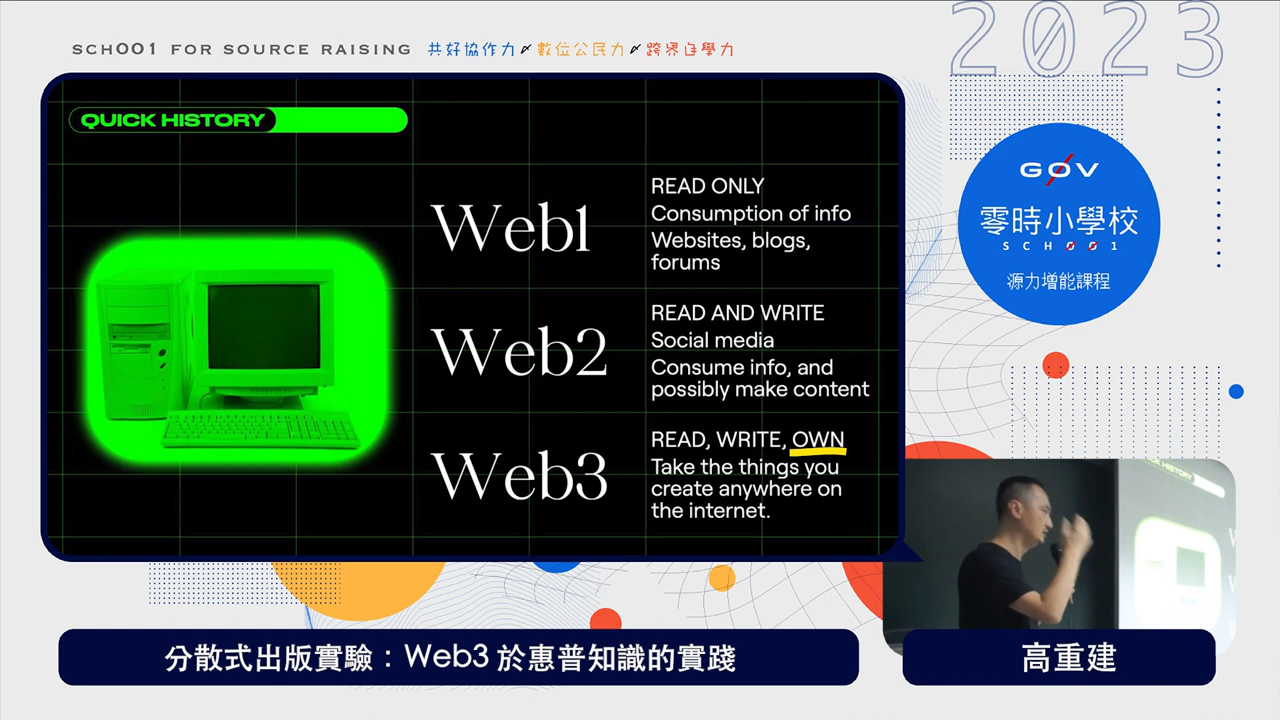 SCH001 FOR SOURCE RAISING 共好協作力 數位公民力 跨界自學力
2023
QUICK HISTORY
Web1
READ ONLY
Consumption of info
Websites, blogs,
forums
Web2
READ AND WRITE
Social media
Consume info, and
possibly make content
Web3
READ, WRITE, OWN
Take the things you
create anywhere on
the internet.
G0V
零時小學校
SCH001
源力增能課程
分散式出版實驗：Web3 於惠普知識的實踐
高重建